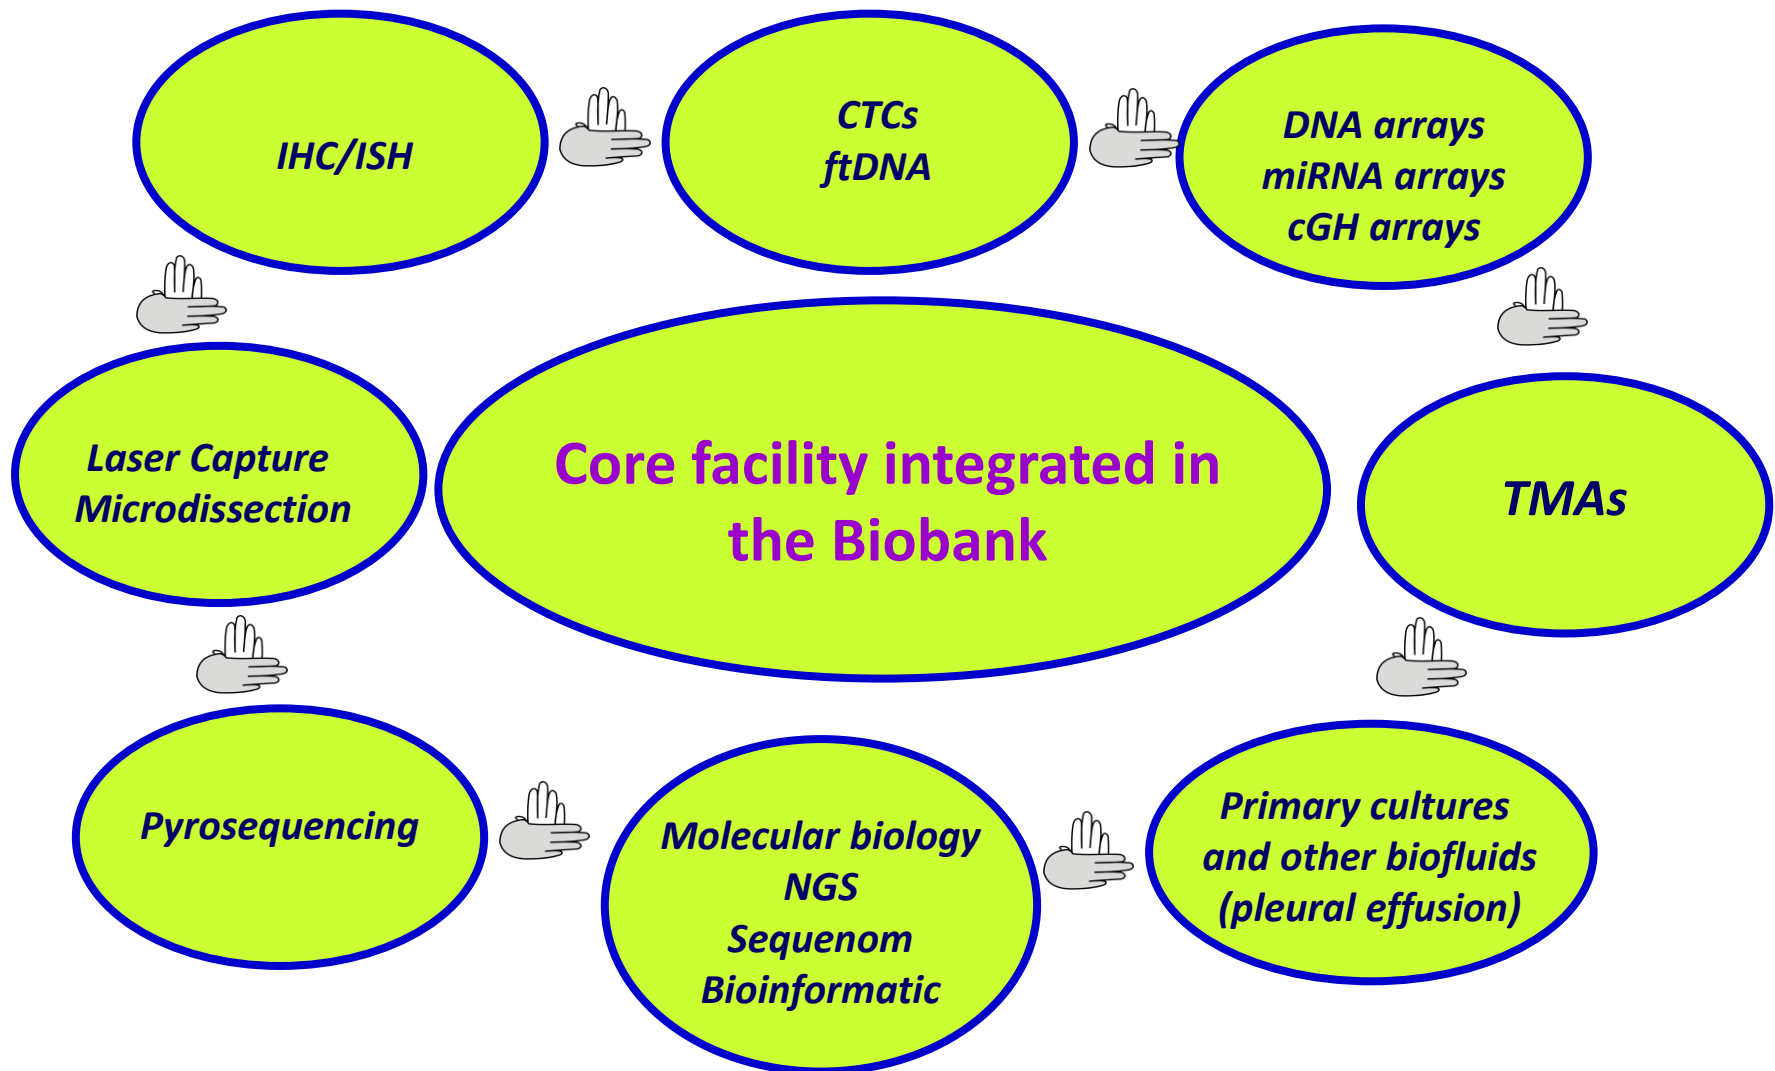 IHC/ISH
CTCs
ftDNA
DNA arrays
miRNA arrays
cGH arrays
Laser Capture
Microdissection
Core facility integrated in
the Biobank
TMAs
Pyrosequencing
Molecular biology
NGS
Sequenom
Bioinformatic
Primary cultures
and other biofluids
(pleural effusion)